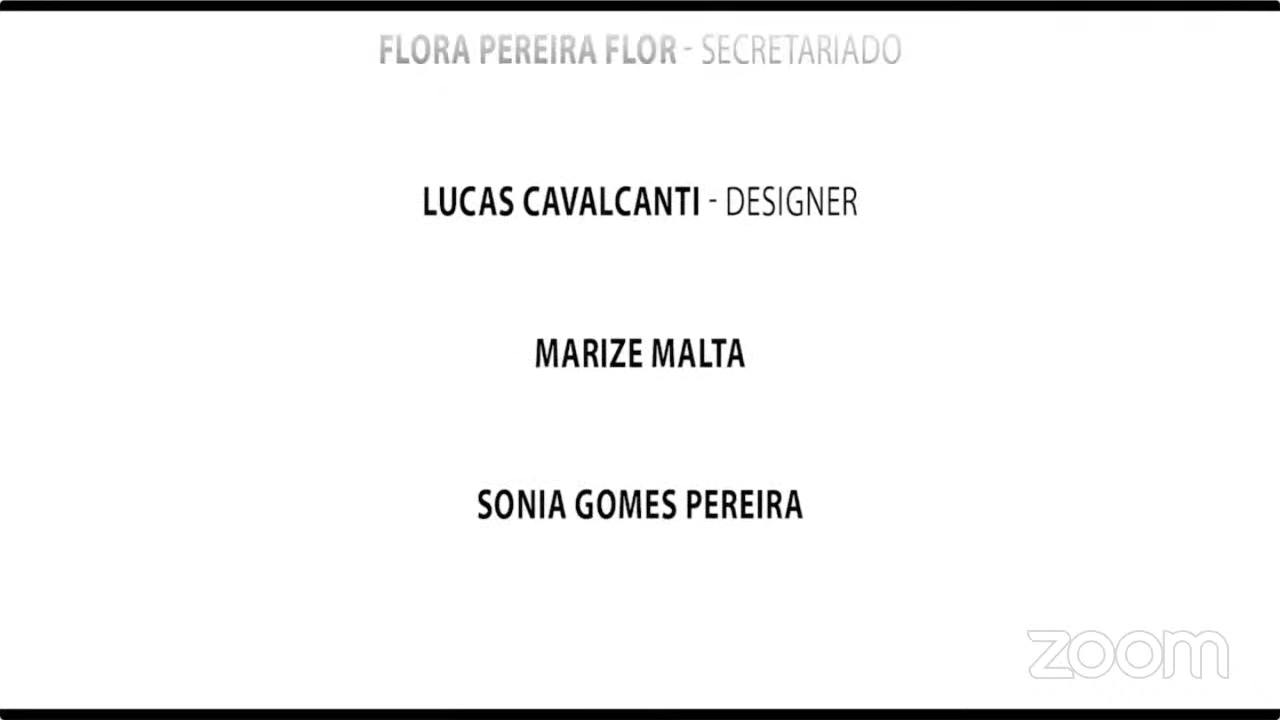 FLORA PEREIRA FLOR - SECRETARIADO
LUCAS CAVALCANTI - DESIGNER
MARIZE MALTA
SONIA GOMES PEREIRA
zoom